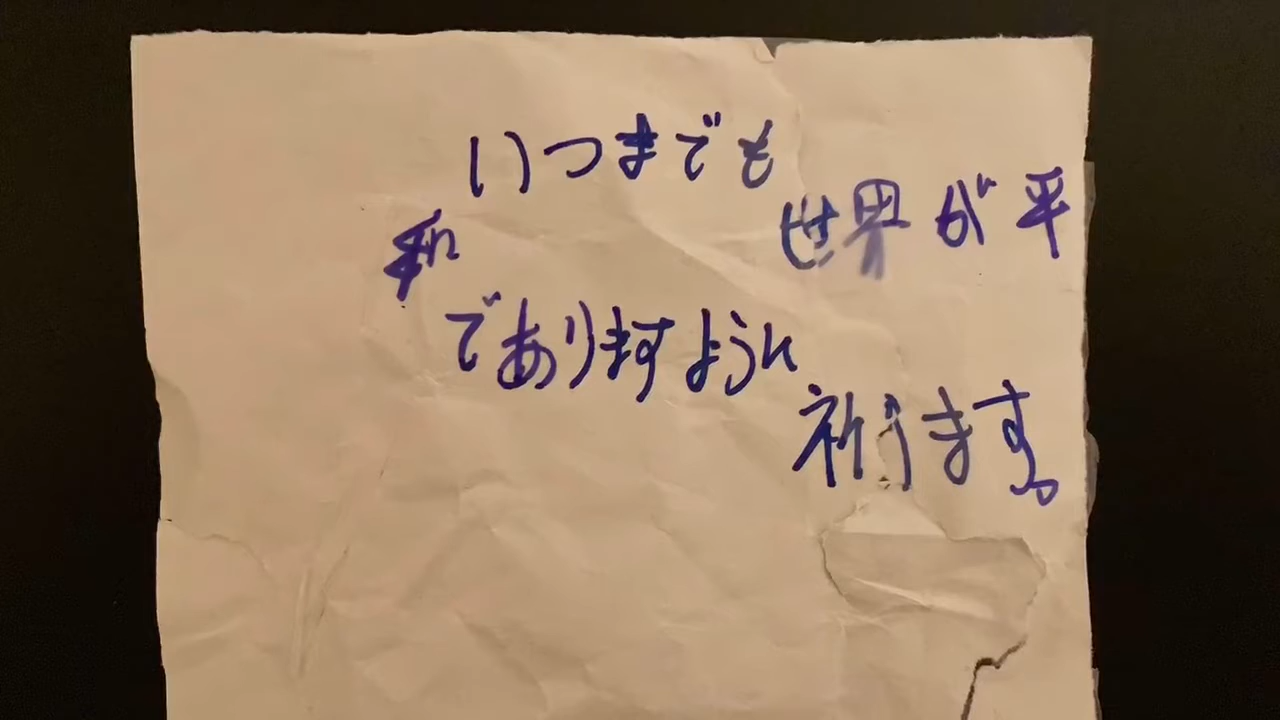 いつまでも
世界が平
和
でありますように
祈ります。